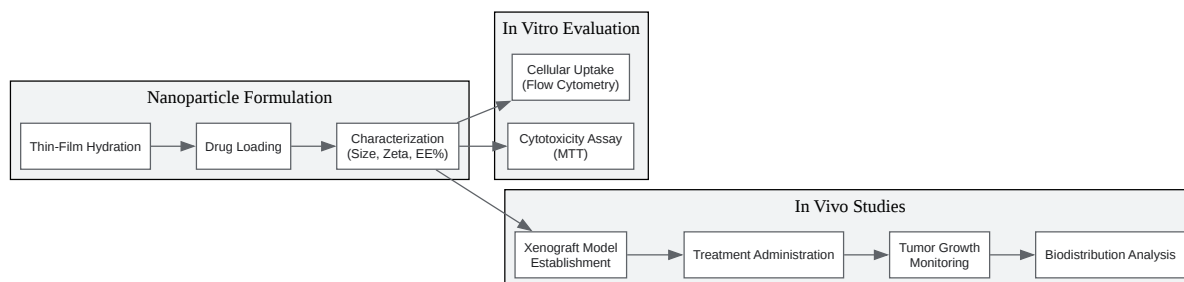 In Vitro Evaluation
Cellular Uptake
(Flow Cytometry)
Nanoparticle Formulation
Thin-Film Hydration
Drug Loading
Characterization
(Size, Zeta, EE%)
Cytotoxicity Assay
(MTT)
In Vivo Studies
Xenograft Model
Establishment
Treatment Administration
Tumor Growth
Monitoring
Biodistribution Analysis